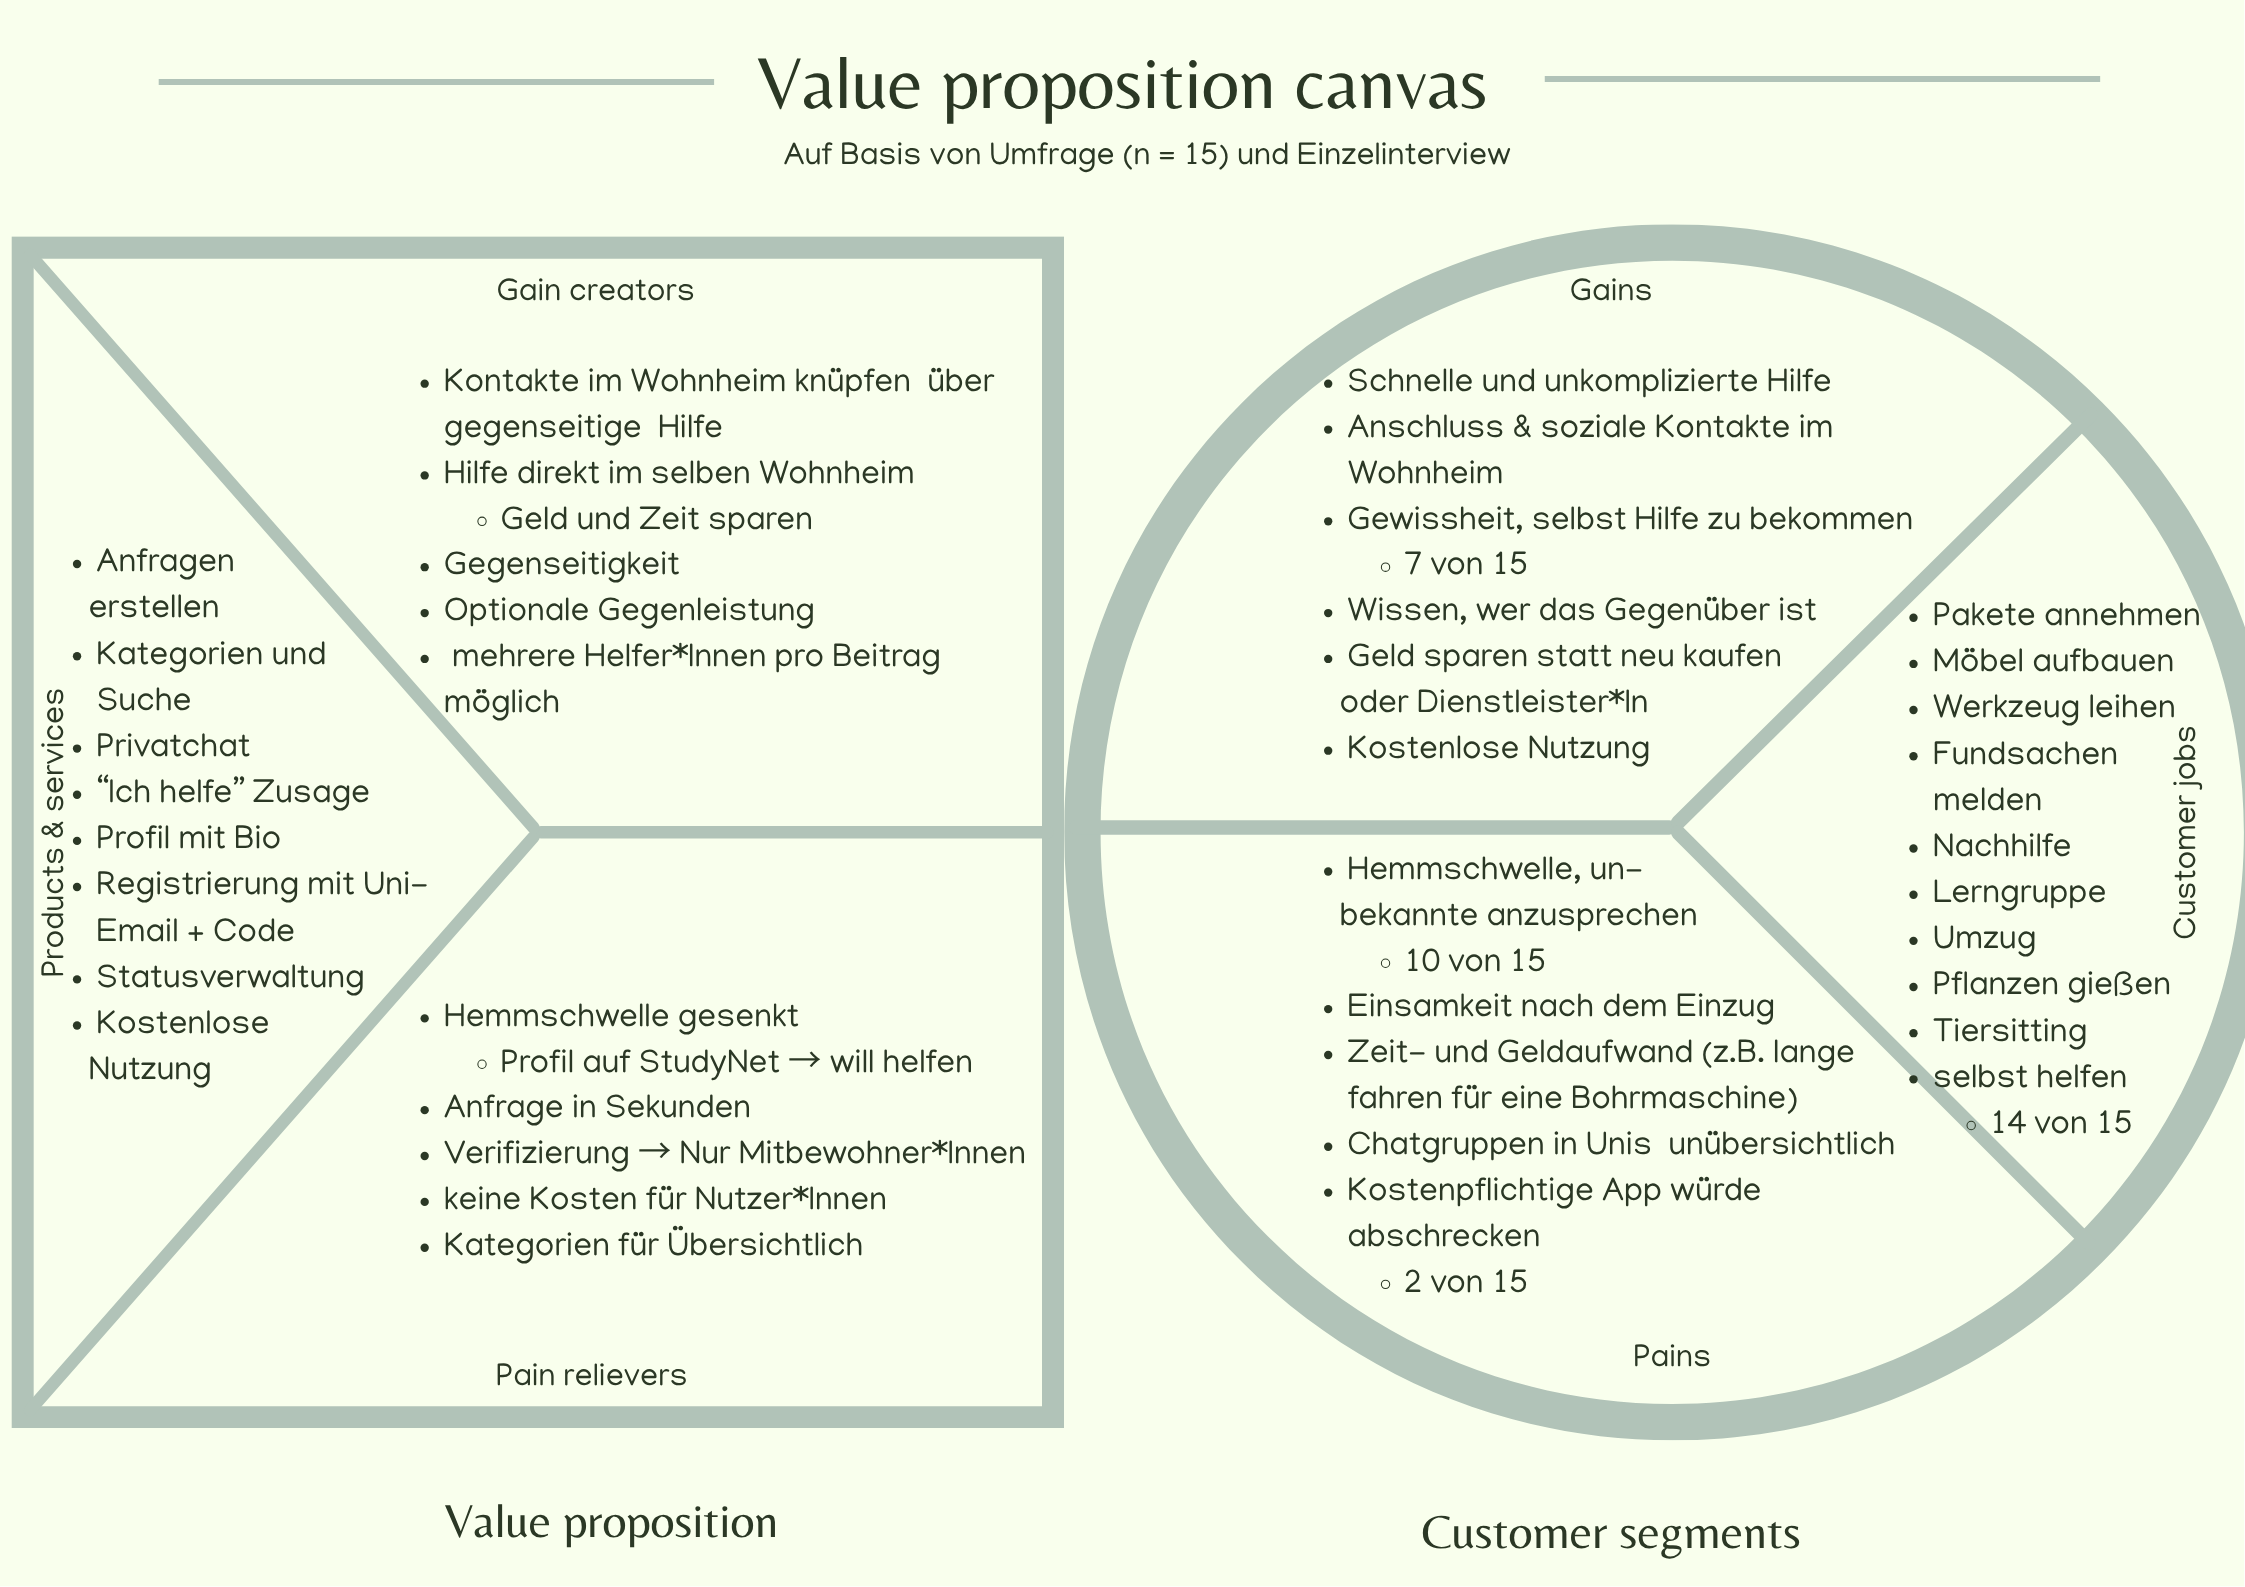 Value proposition canvas
Auf Basis von Umfrage (n = 15) und Einzelinterview
Gain creators
• Kontakte im Wohnheim knüpfen  über
gegenseitige  Hilfe
• Hilfe direkt im selben Wohnheim
◦ Geld und Zeit sparen
• Gegenseitigkeit
• Optionale Gegenleistung
• mehrere Helfer*Innen pro Beitrag
möglich
Products & services
• Anfragen
erstellen
• Kategorien und
Suche
• Privatchat
• “Ich helfe” Zusage
• Profil mit Bio
• Registrierung mit Uni-
Email + Code
• Statusverwaltung
• Kostenlose
Nutzung
• Hemmschwelle gesenkt
◦ Profil auf StudyNet → will helfen
• Anfrage in Sekunden
• Verifizierung → Nur Mitbewohner*Innen
• keine Kosten für Nutzer*Innen
• Kategorien für Übersichtlich
Pain relievers
Value proposition
Gains
• Schnelle und unkomplizierte Hilfe
• Anschluss & soziale Kontakte im
Wohnheim
• Gewissheit, selbst Hilfe zu bekommen
◦ 7 von 15
• Wissen, wer das Gegenüber ist
• Geld sparen statt neu kaufen
oder Dienstleister*In
• Kostenlose Nutzung
• Hemmschwelle, un-
bekannte anzusprechen
◦ 10 von 15
• Einsamkeit nach dem Einzug
• Zeit- und Geldaufwand (z.B. lange
fahren für eine Bohrmaschine)
• Chatgruppen in Unis  unübersichtlich
• Kostenpflichtige App würde
abschrecken
◦ 2 von 15
Pains
• Pakete annehmen
• Möbel aufbauen
• Werkzeug leihen
• Fundsachen
melden
• Nachhilfe
• Lerngruppe
• Umzug
• Pflanzen gießen
• Tiersitting
• selbst helfen
◦ 14 von 15
Customer jobs
Customer segments